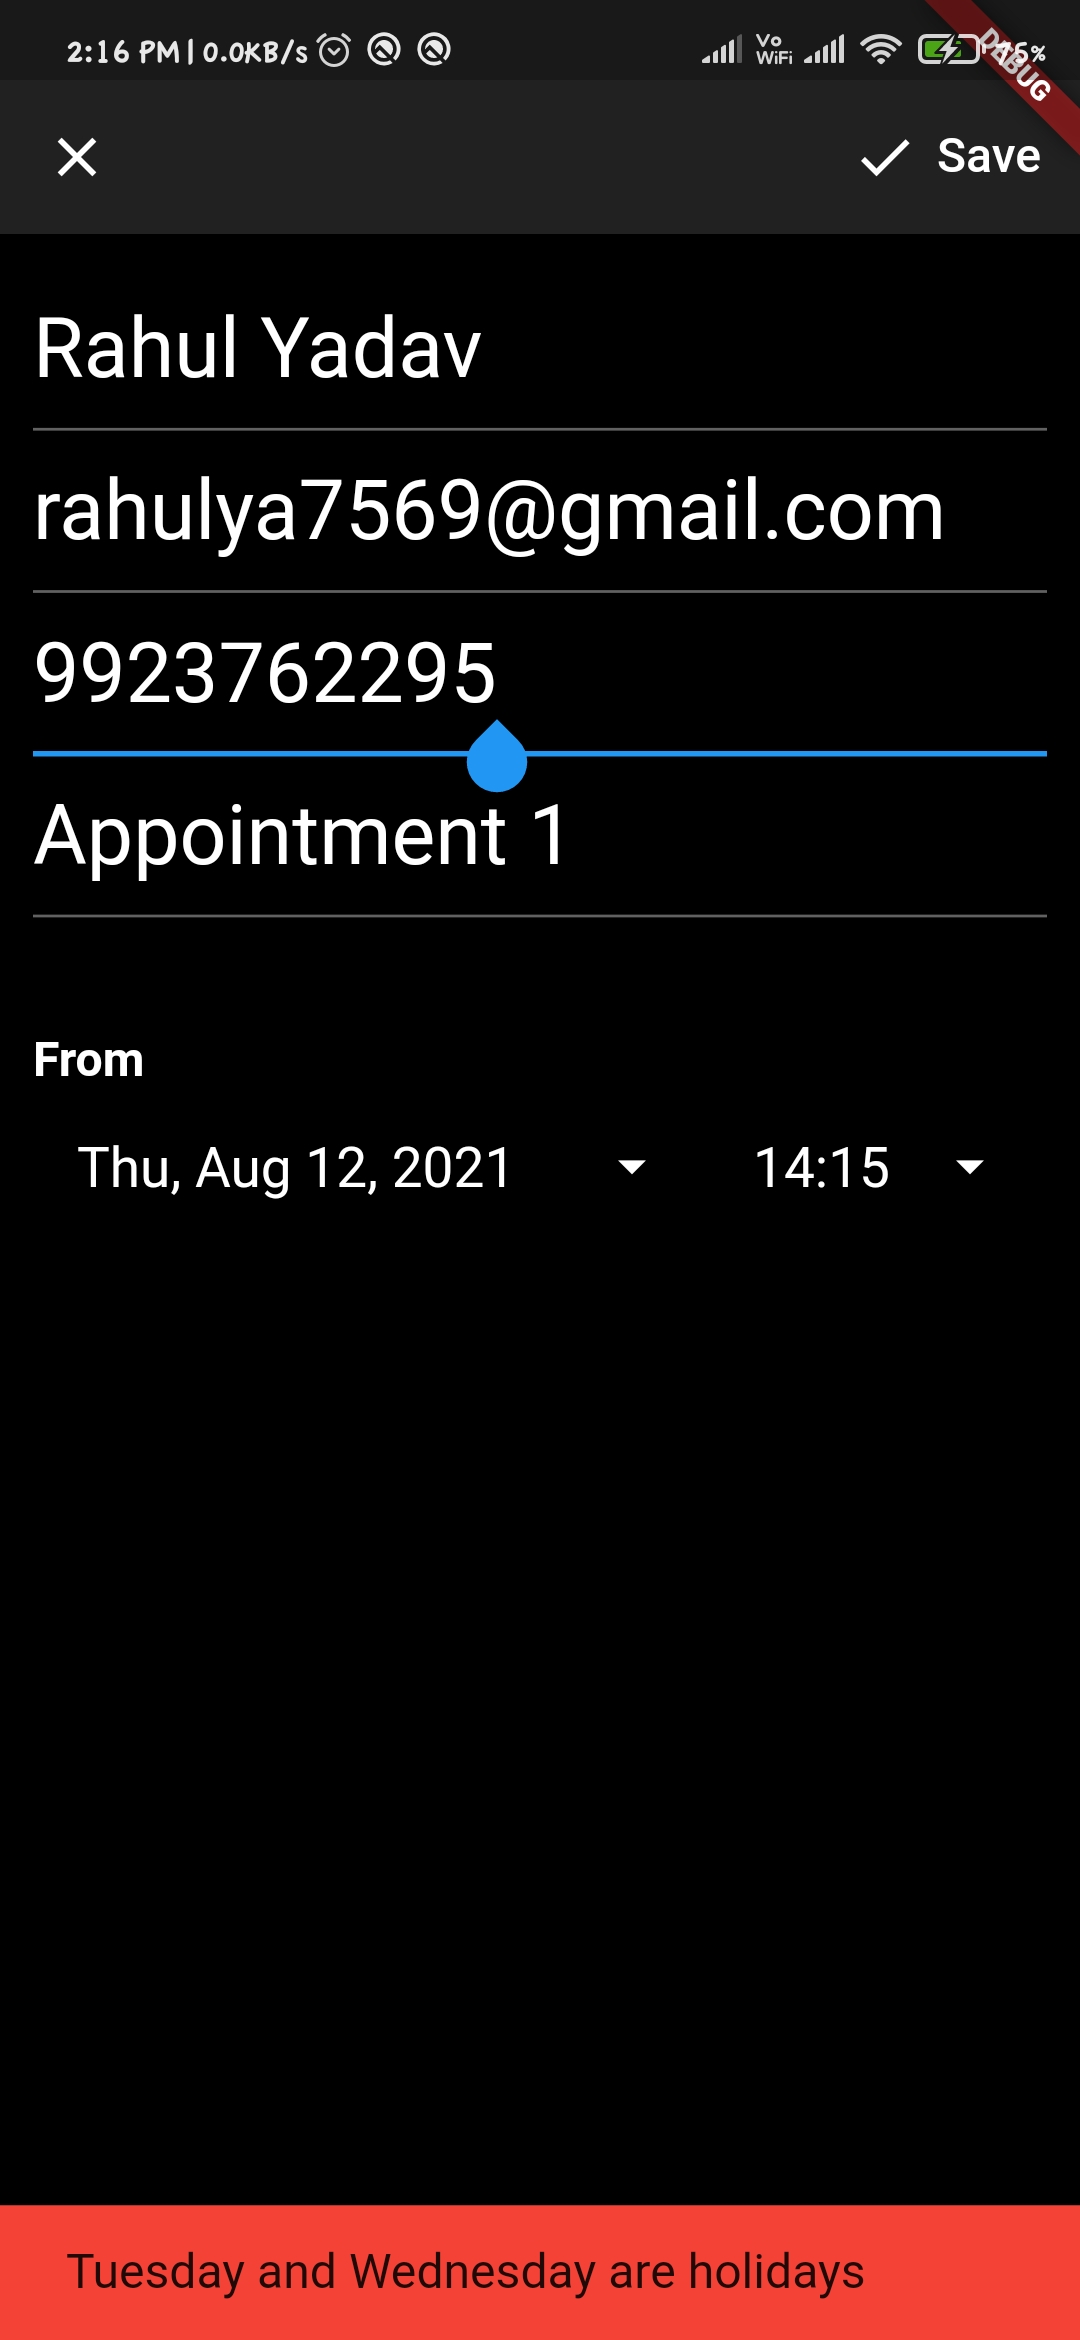 2:16 PM | 0.0KB/s
Vo
WiFi
DEBUG
Save
Rahul Yadav
rahulya7569@gmail.com
9923762295
Appointment 1
From
Thu, Aug 12, 2021
14:15
Tuesday and Wednesday are holidays